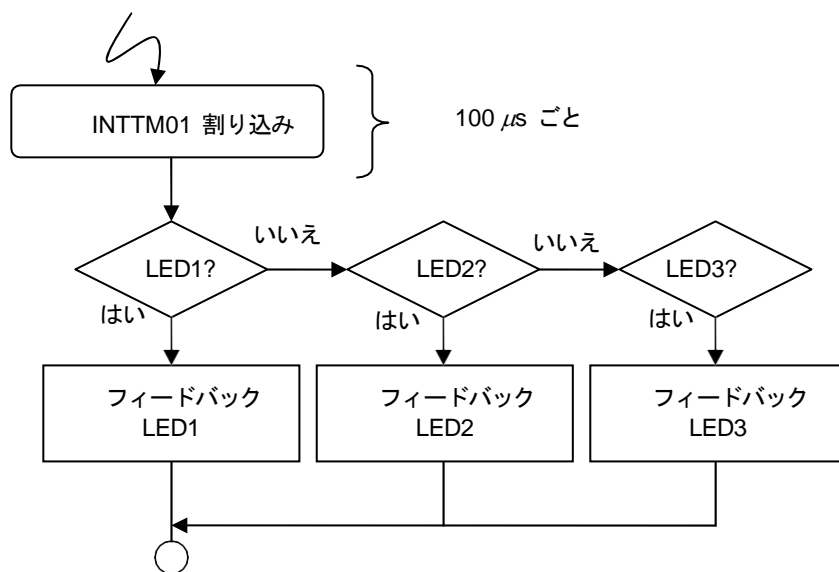 INTTM01 割り込み
100 μs ごと
LED1?
いいえ
LED2?
いいえ
LED3?
はい
はい
はい
フィードバック
LED1
フィードバック
LED2
フィードバック
LED3